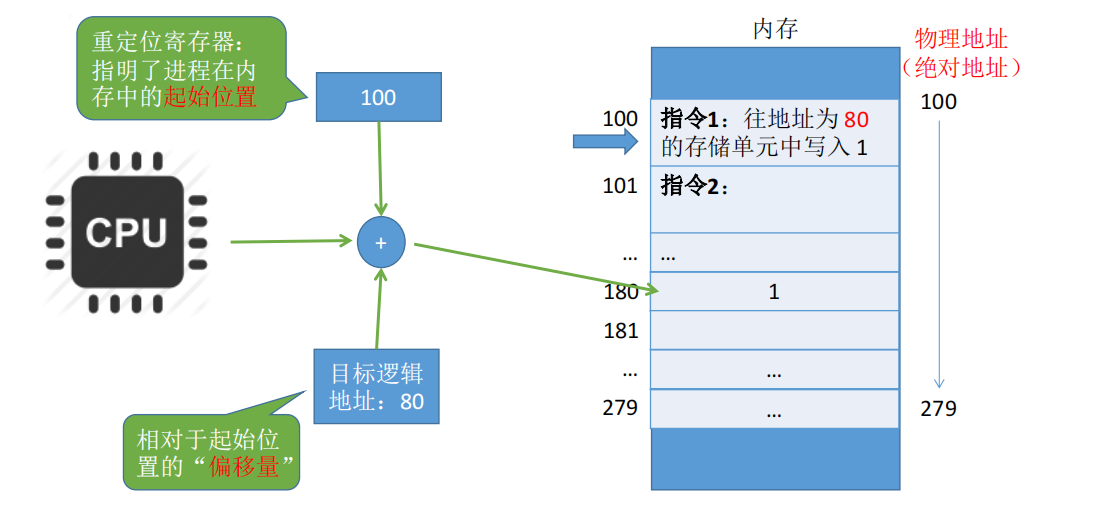 重定位寄存器：
指明了进程在内
存中的起始位置
100
CPU
+
目标逻辑
地址：80
相对于起始位
置的“偏移量”
内存
物理地址
（绝对地址）
100
指令1：往地址为 80
的存储单元中写入 1
100
101
指令2：
...
...
180
1
181
...
...
279
...
279